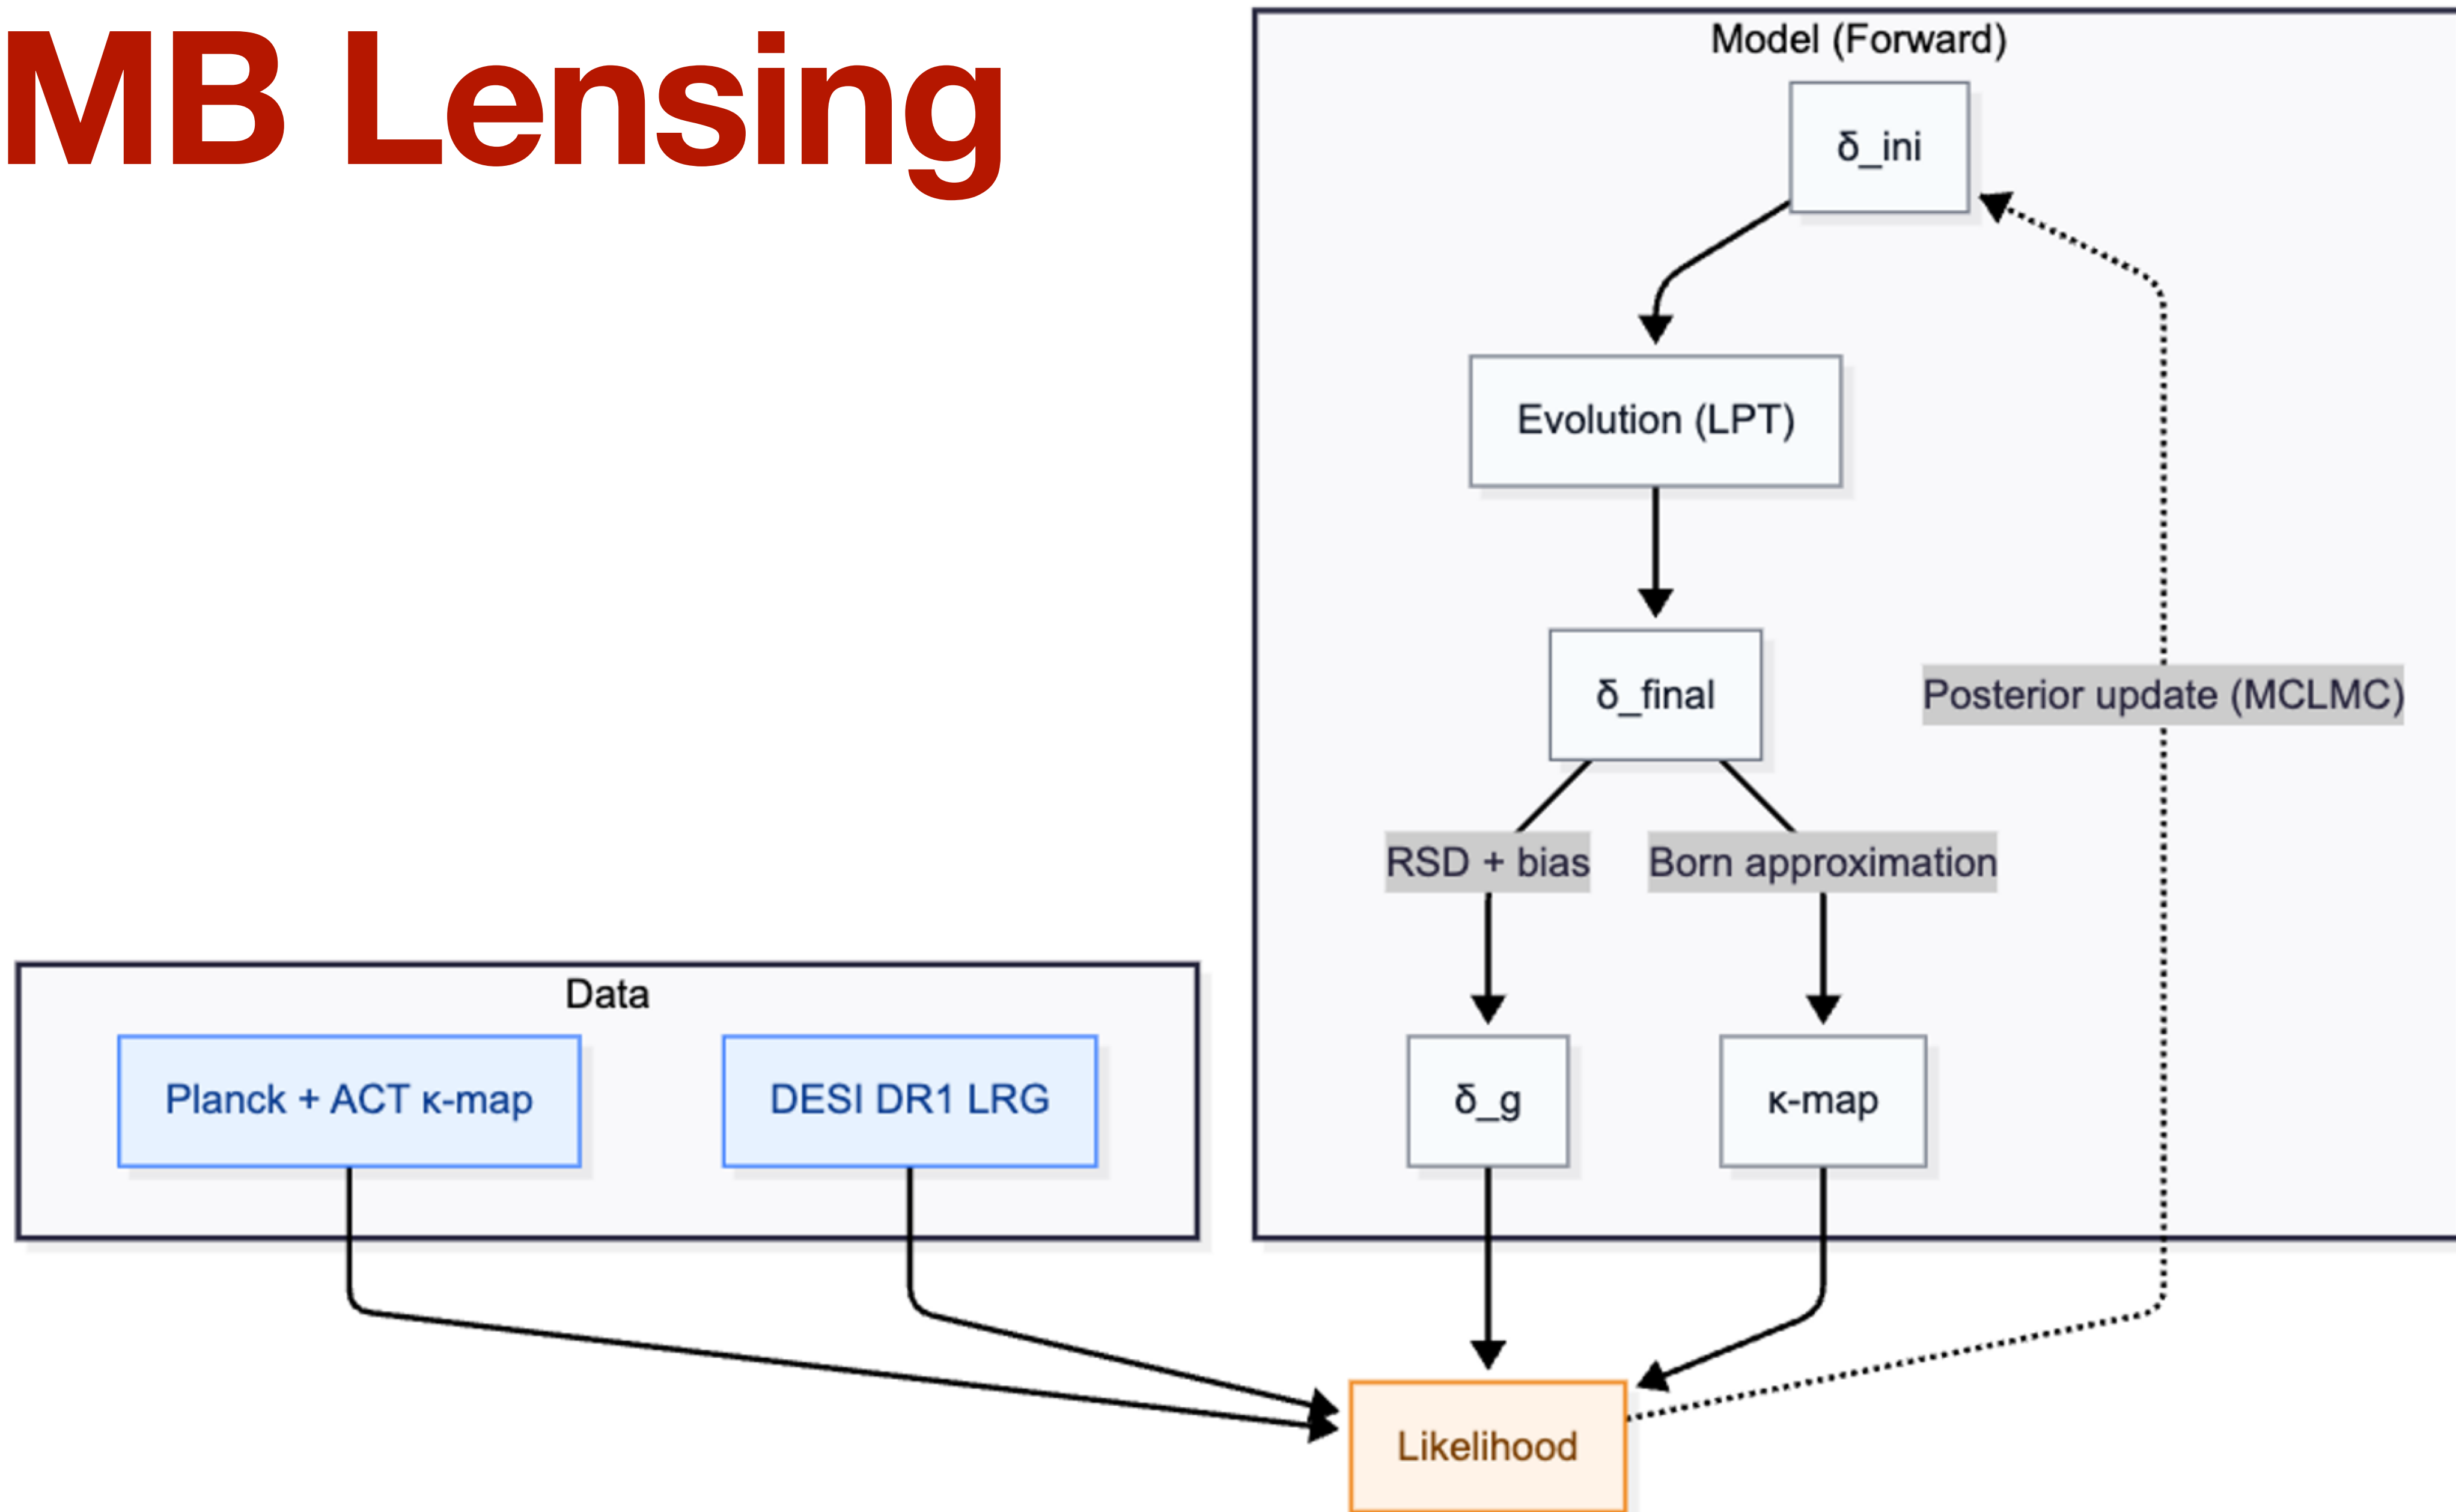 MB Lensing
Model (Forward)
δ_ini
Evolution (LPT)
δ_final
Posterior update (MCLMC)
RSD + bias
Born approximation
Data
Planck + ACT κ-map
DESI DR1 LRG
δ_g
κ-map
Likelihood